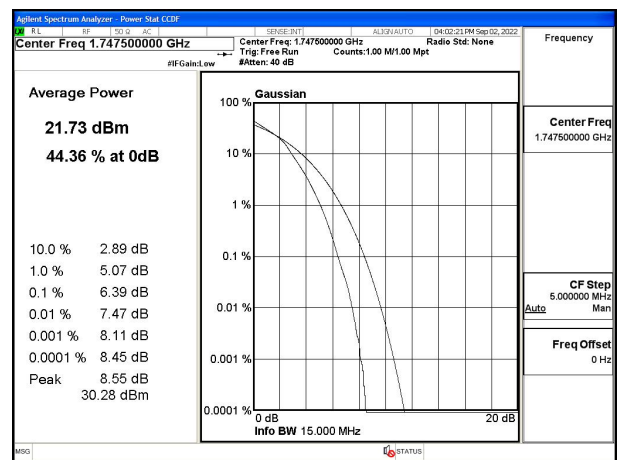 Agilent Spectrum Analyzer - Power Stat CCDF
LXI RL RF 50 Ω AC SENSE:INT ALIGN AUTO 04:02:21 PM Sep 02, 2022
Center Freq 1.747500000 GHz
Center Freq: 1.747500000 GHz Radio Std: None
Trig: Free Run Counts:1.00 M/1.00 Mpt
#IFGain:Low #Atten: 40 dB
Frequency
Average Power
21.73 dBm
44.36 % at 0dB
10.0 % 2.89 dB
1.0 % 5.07 dB
0.1 % 6.39 dB
0.01 % 7.47 dB
0.001 % 8.11 dB
0.0001 % 8.45 dB
Peak 8.55 dB
30.28 dBm
Gaussian
100 %
10 %
1 %
0.1 %
0.01 %
0.001 %
0.0001 %
0 dB 20 dB
Info BW 15.000 MHz
Center Freq
1.747500000 GHz
CF Step
5.000000 MHz
Auto Man
Freq Offset
0 Hz
MSG STATUS